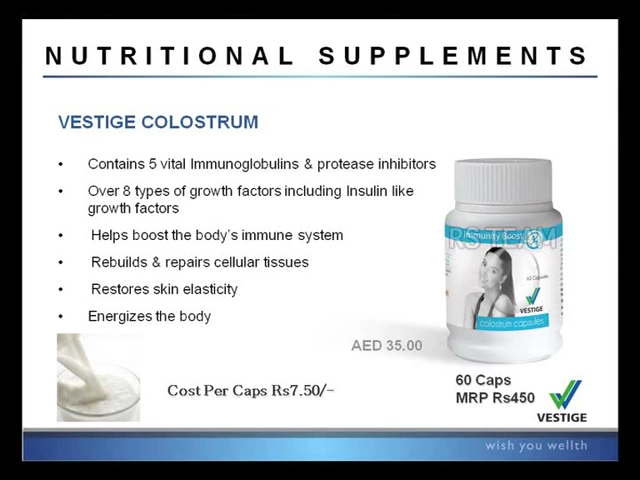 NUTRITIONAL SUPPLEMENTS
VESTIGE COLOSTRUM
• Contains 5 vital Immunoglobulins & protease inhibitors
• Over 8 types of growth factors including Insulin like
growth factors
• Helps boost the body's immune system
• Rebuilds & repairs cellular tissues
• Restores skin elasticity
• Energizes the body
Immunity Boost
RS TEAM
60 Capsules
VESTIGE
colostrum capsules
AED 35.00
Cost Per Caps Rs7.50/-
60 Caps
MRP Rs450
VESTIGE
wish you wellth